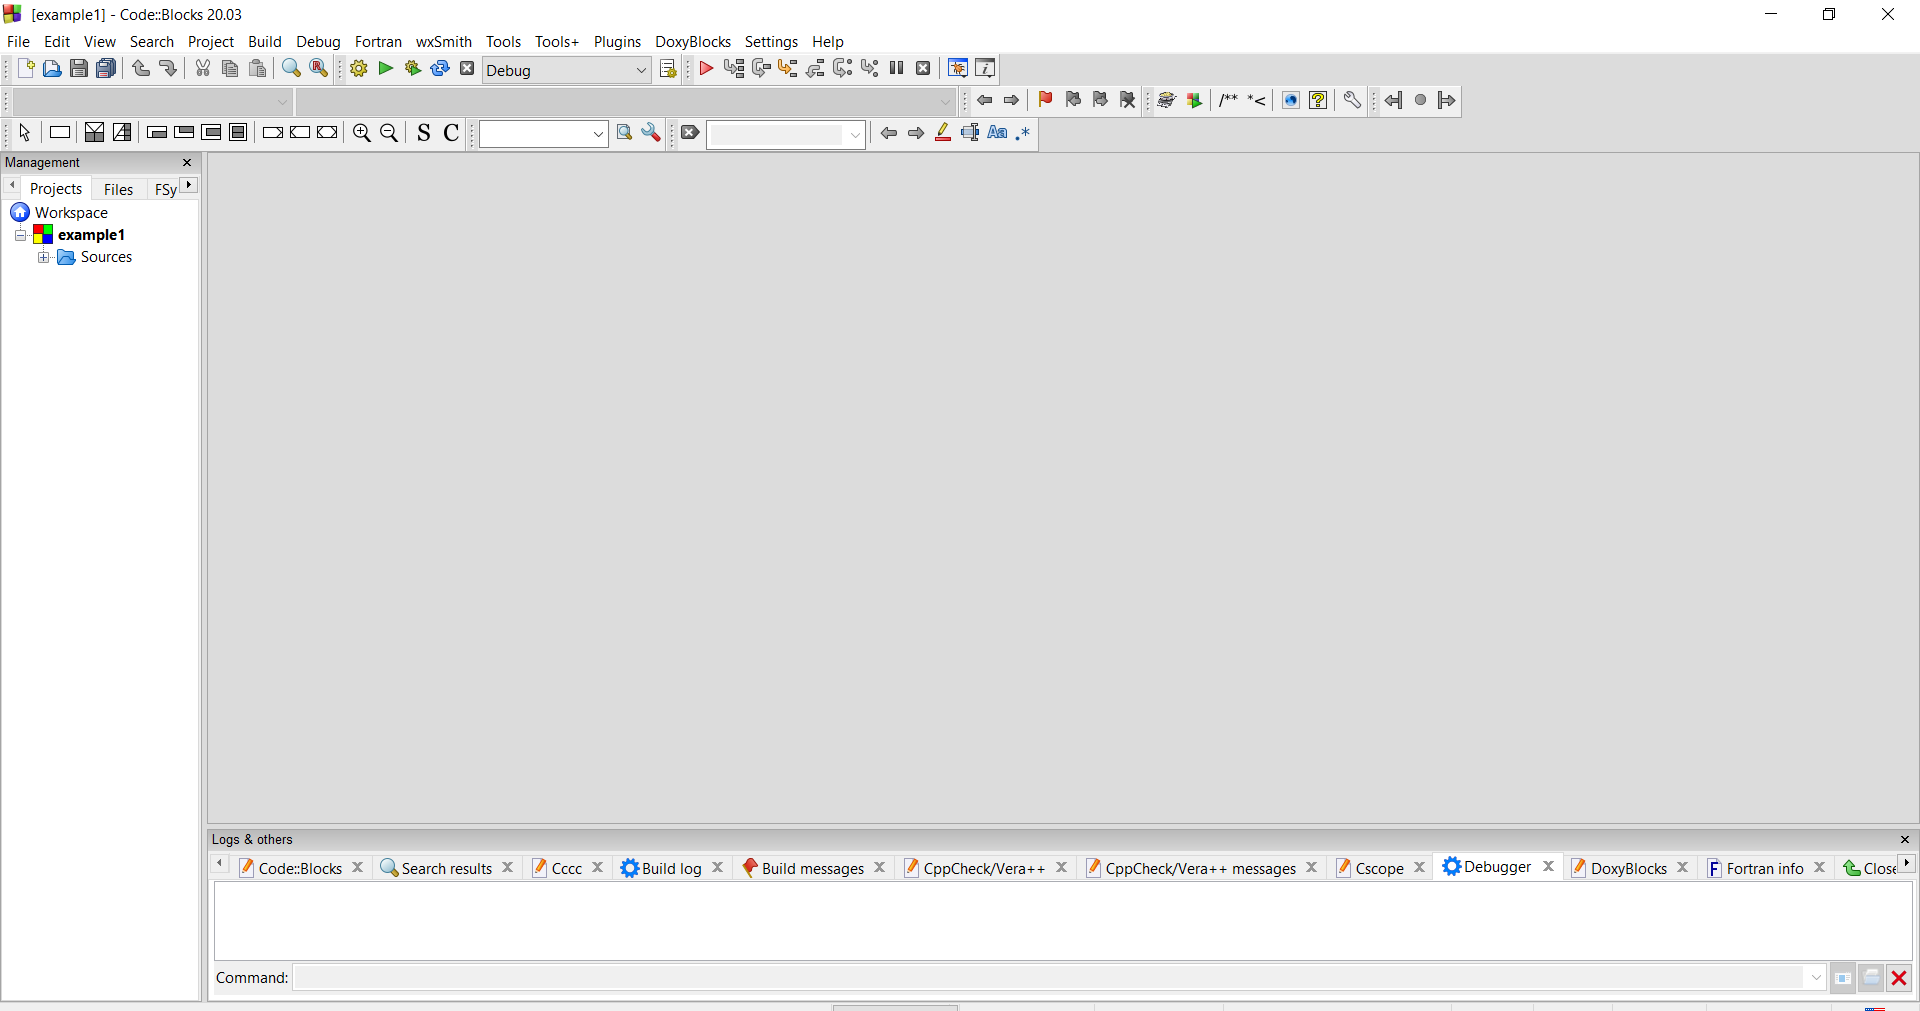 [example1] - Code::Blocks 20.03
File Edit View Search Project Build Debug Fortran wxSmith Tools Tools+ Plugins DoxyBlocks Settings Help
Debug
/** *<
S C Aa .*
Management
Projects Files FSy
Workspace
example1
Sources
Logs & others
Code::Blocks Search results Cccc Build log Build messages CppCheck/Vera++ CppCheck/Vera++ messages Cscope Debugger DoxyBlocks Fortran info Close
Command: